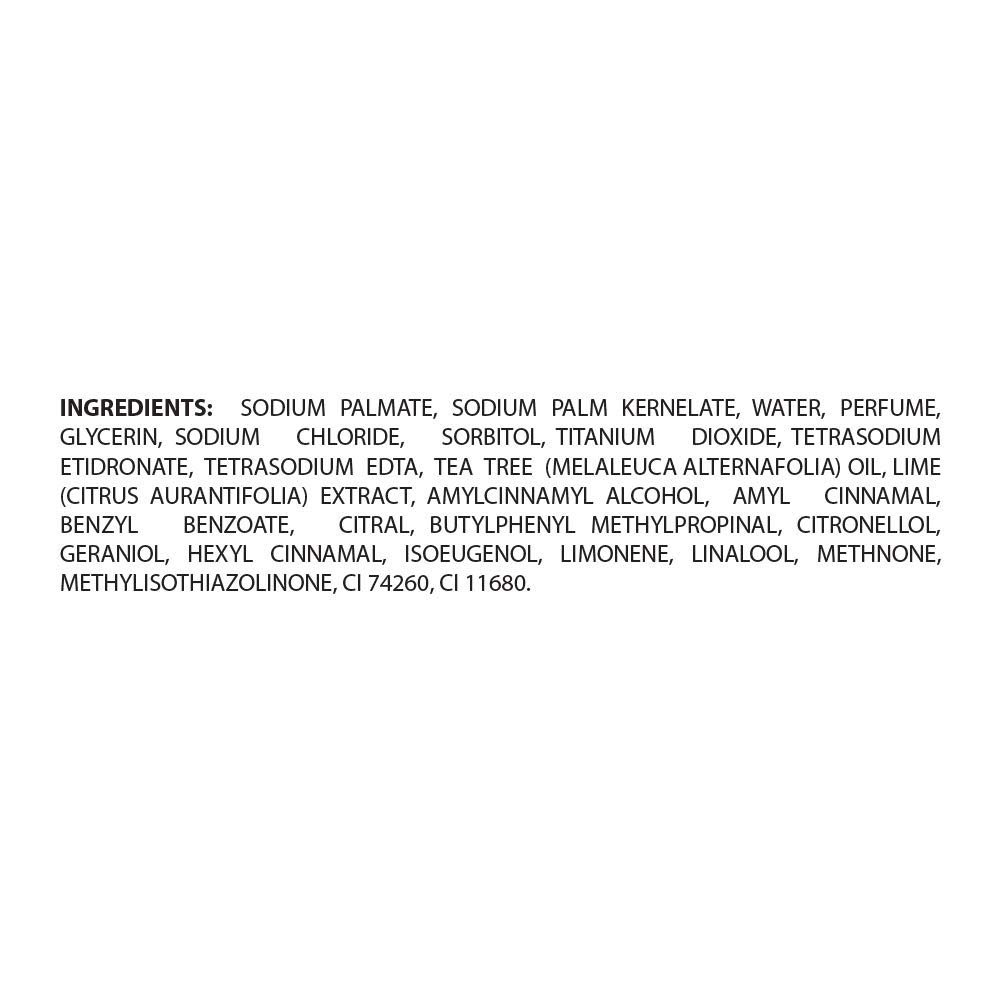 INGREDIENTS: SODIUM PALMATE, SODIUM PALM KERNELATE, WATER, PERFUME,
GLYCERIN, SODIUM CHLORIDE, SORBITOL, TITANIUM DIOXIDE, TETRASODIUM
ETIDRONATE, TETRASODIUM EDTA, TEA TREE (MELALEUCA ALTERNAFOLIA) OIL, LIME
(CITRUS AURANTIFOLIA) EXTRACT, AMYLCINNAMYL ALCOHOL, AMYL CINNAMAL,
BENZYL BENZOATE, CITRAL, BUTYLPHENYL METHYLPROPINAL, CITRONELLOL,
GERANIOL, HEXYL CINNAMAL, ISOEUGENOL, LIMONENE, LINALOOL, METHNONE,
METHYLISOTHIAZOLINONE, CI 74260, CI 11680.